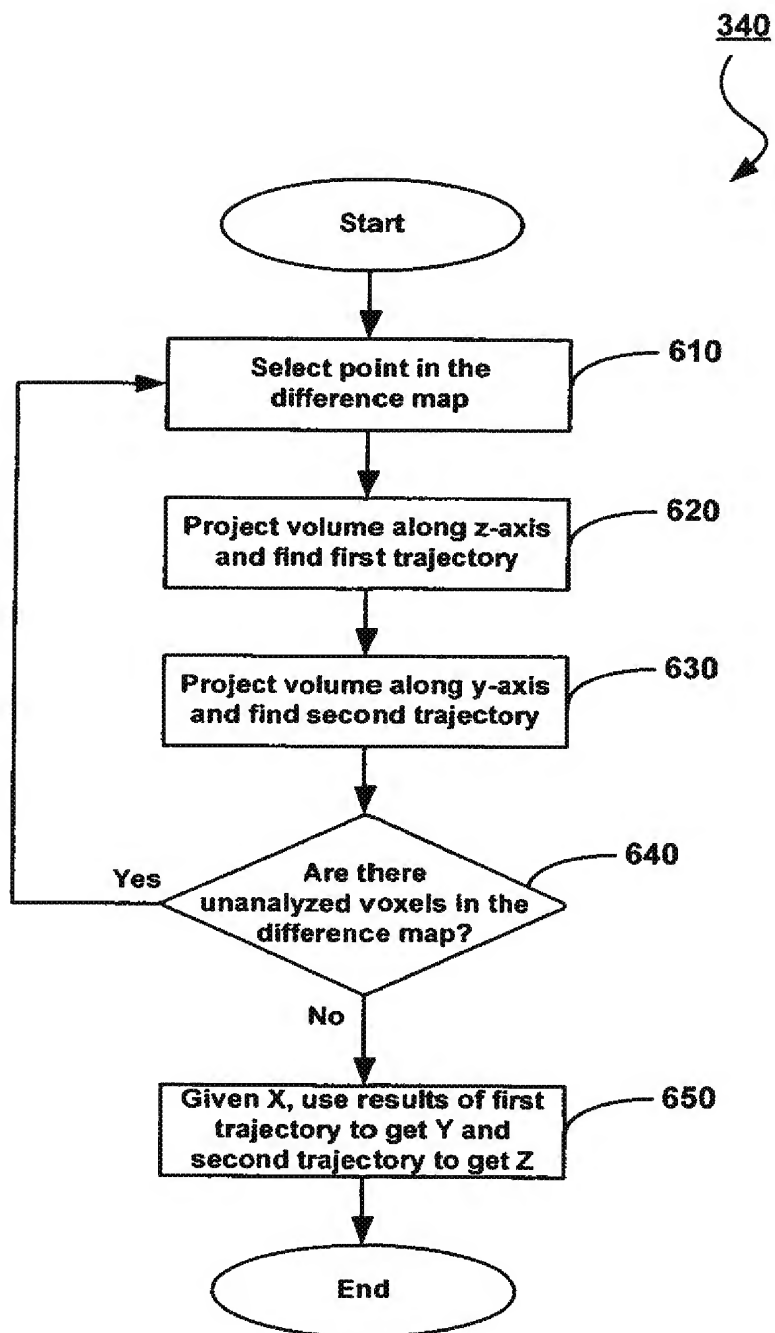 340
Start
Select point in the
difference map
610
Project volume along z-axis
and find first trajectory
620
Project volume along y-axis
and find second trajectory
630
Are there
unanalyzed voxels in the
difference map?
640
Yes
No
Given X, use results of first
trajectory to get Y and
second trajectory to get Z
650
End